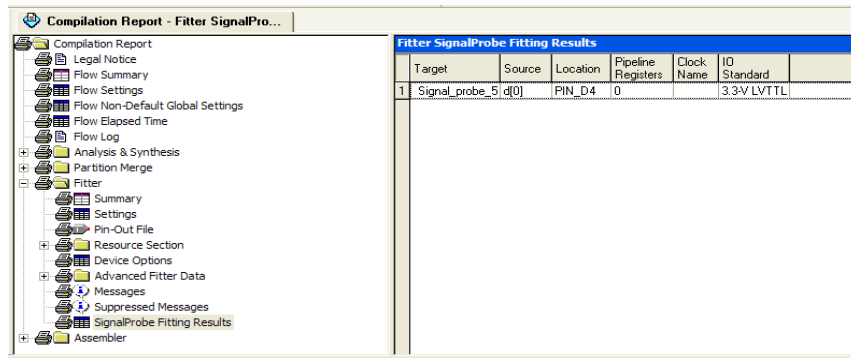 Compilation Report - Fitter SignalPro...
Compilation Report
Legal Notice
Flow Summary
Flow Settings
Flow Non-Default Global Settings
Flow Elapsed Time
Flow Log
Analysis & Synthesis
Partition Merge
Fitter
Summary
Settings
Pin-Out File
Resource Section
Device Options
Advanced Fitter Data
Messages
Suppressed Messages
SignalProbe Fitting Results
Assembler
Fitter SignalProbe Fitting Results
Target Source Location Pipeline Registers Clock Name IO Standard
1 Signal_probe_5 d[0] PIN_D4 0 3.3-V LVTTL